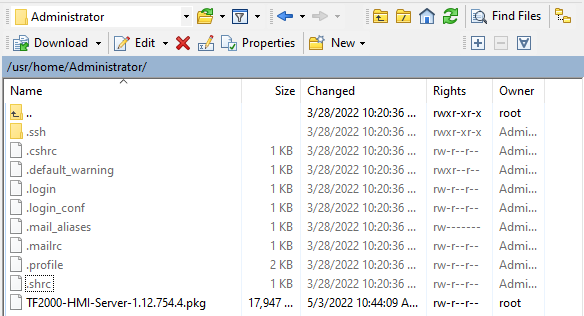 Administrator Find Files
Download Edit Properties New
/usr/home/Administrator/
Name Size Changed Rights Owner
.. 3/28/2022 10:20:36 ... rwxr-xr-x root
.ssh 3/28/2022 10:20:36 ... rwxr-xr-x Admi...
.cshrc 1 KB 3/28/2022 10:20:36 ... rw-r--r-- Admi...
.default_warning 1 KB 3/28/2022 10:20:36 ... rwxr--r-- Admi...
.login 1 KB 3/28/2022 10:20:36 ... rw-r--r-- Admi...
.login_conf 1 KB 3/28/2022 10:20:36 ... rw-r--r-- Admi...
.mail_aliases 1 KB 3/28/2022 10:20:36 ... rw------- Admi...
.mailrc 1 KB 3/28/2022 10:20:36 ... rw-r--r-- Admi...
.profile 2 KB 3/28/2022 10:20:36 ... rw-r--r-- Admi...
.shrc 1 KB 3/28/2022 10:20:36 ... rw-r--r-- Admi...
TF2000-HMI-Server-1.12.754.4.pkg 17,947 ... 5/3/2022 10:44:09 A... rw-r--r-- root